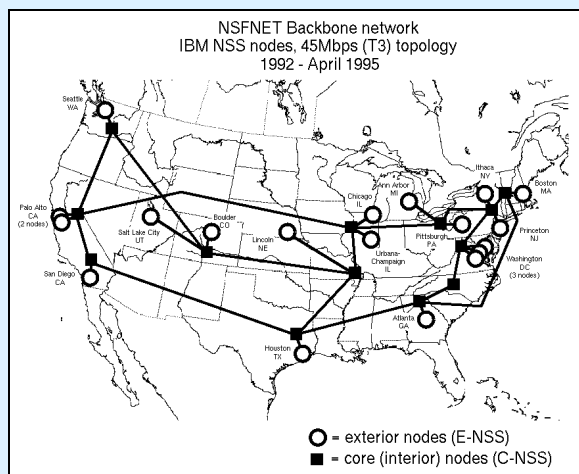 NSFNET Backbone network
IBM NSS nodes, 45Mbps (T3) topology
1992 - April 1995
Seattle
WA
Ithaca
NY
Ann Arbor
MI
Boston
MA
Chicago
IL
Palo Alto
CA
(2 nodes)
Salt Lake City
UT
Boulder
CO
Lincoln
NE
Urbana-
Champaign
IL
Pittsburgh
PA
Princeton
NJ
Washington
DC
(3 nodes)
San Diego
CA
Atlanta
GA
Houston
TX
= exterior nodes (E-NSS)
= core (interior) nodes (C-NSS)